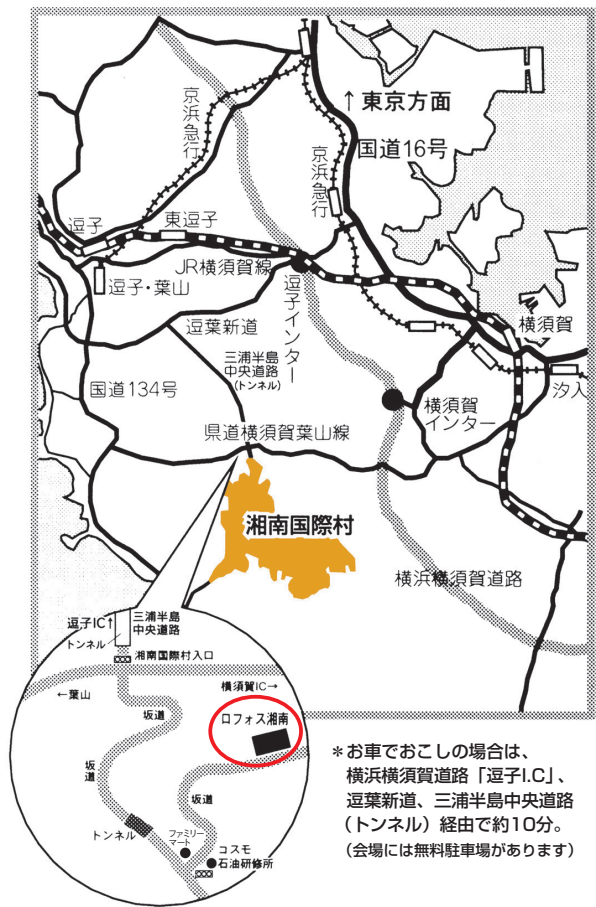 ↑東京方面
京浜急行
国道16号
京浜急行
逗子
東逗子
JR横須賀線
逗子・葉山
逗子インター
横須賀
逗葉新道
三浦半島
中央道路
(トンネル)
国道134号
汐入
横須賀
インター
県道横須賀葉山線
湘南国際村
横浜横須賀道路
逗子IC↑
三浦半島
中央道路
トンネル
湘南国際村入口
←葉山
横須賀IC→
坂道
ロフォス湘南
坂道
坂道
トンネル
ファミリー
マート
コスモ
石油研修所
*お車でおこしの場合は、
横浜横須賀道路「逗子I.C」、
逗葉新道、三浦半島中央道路
(トンネル)経由で約10分。
(会場には無料駐車場があります)